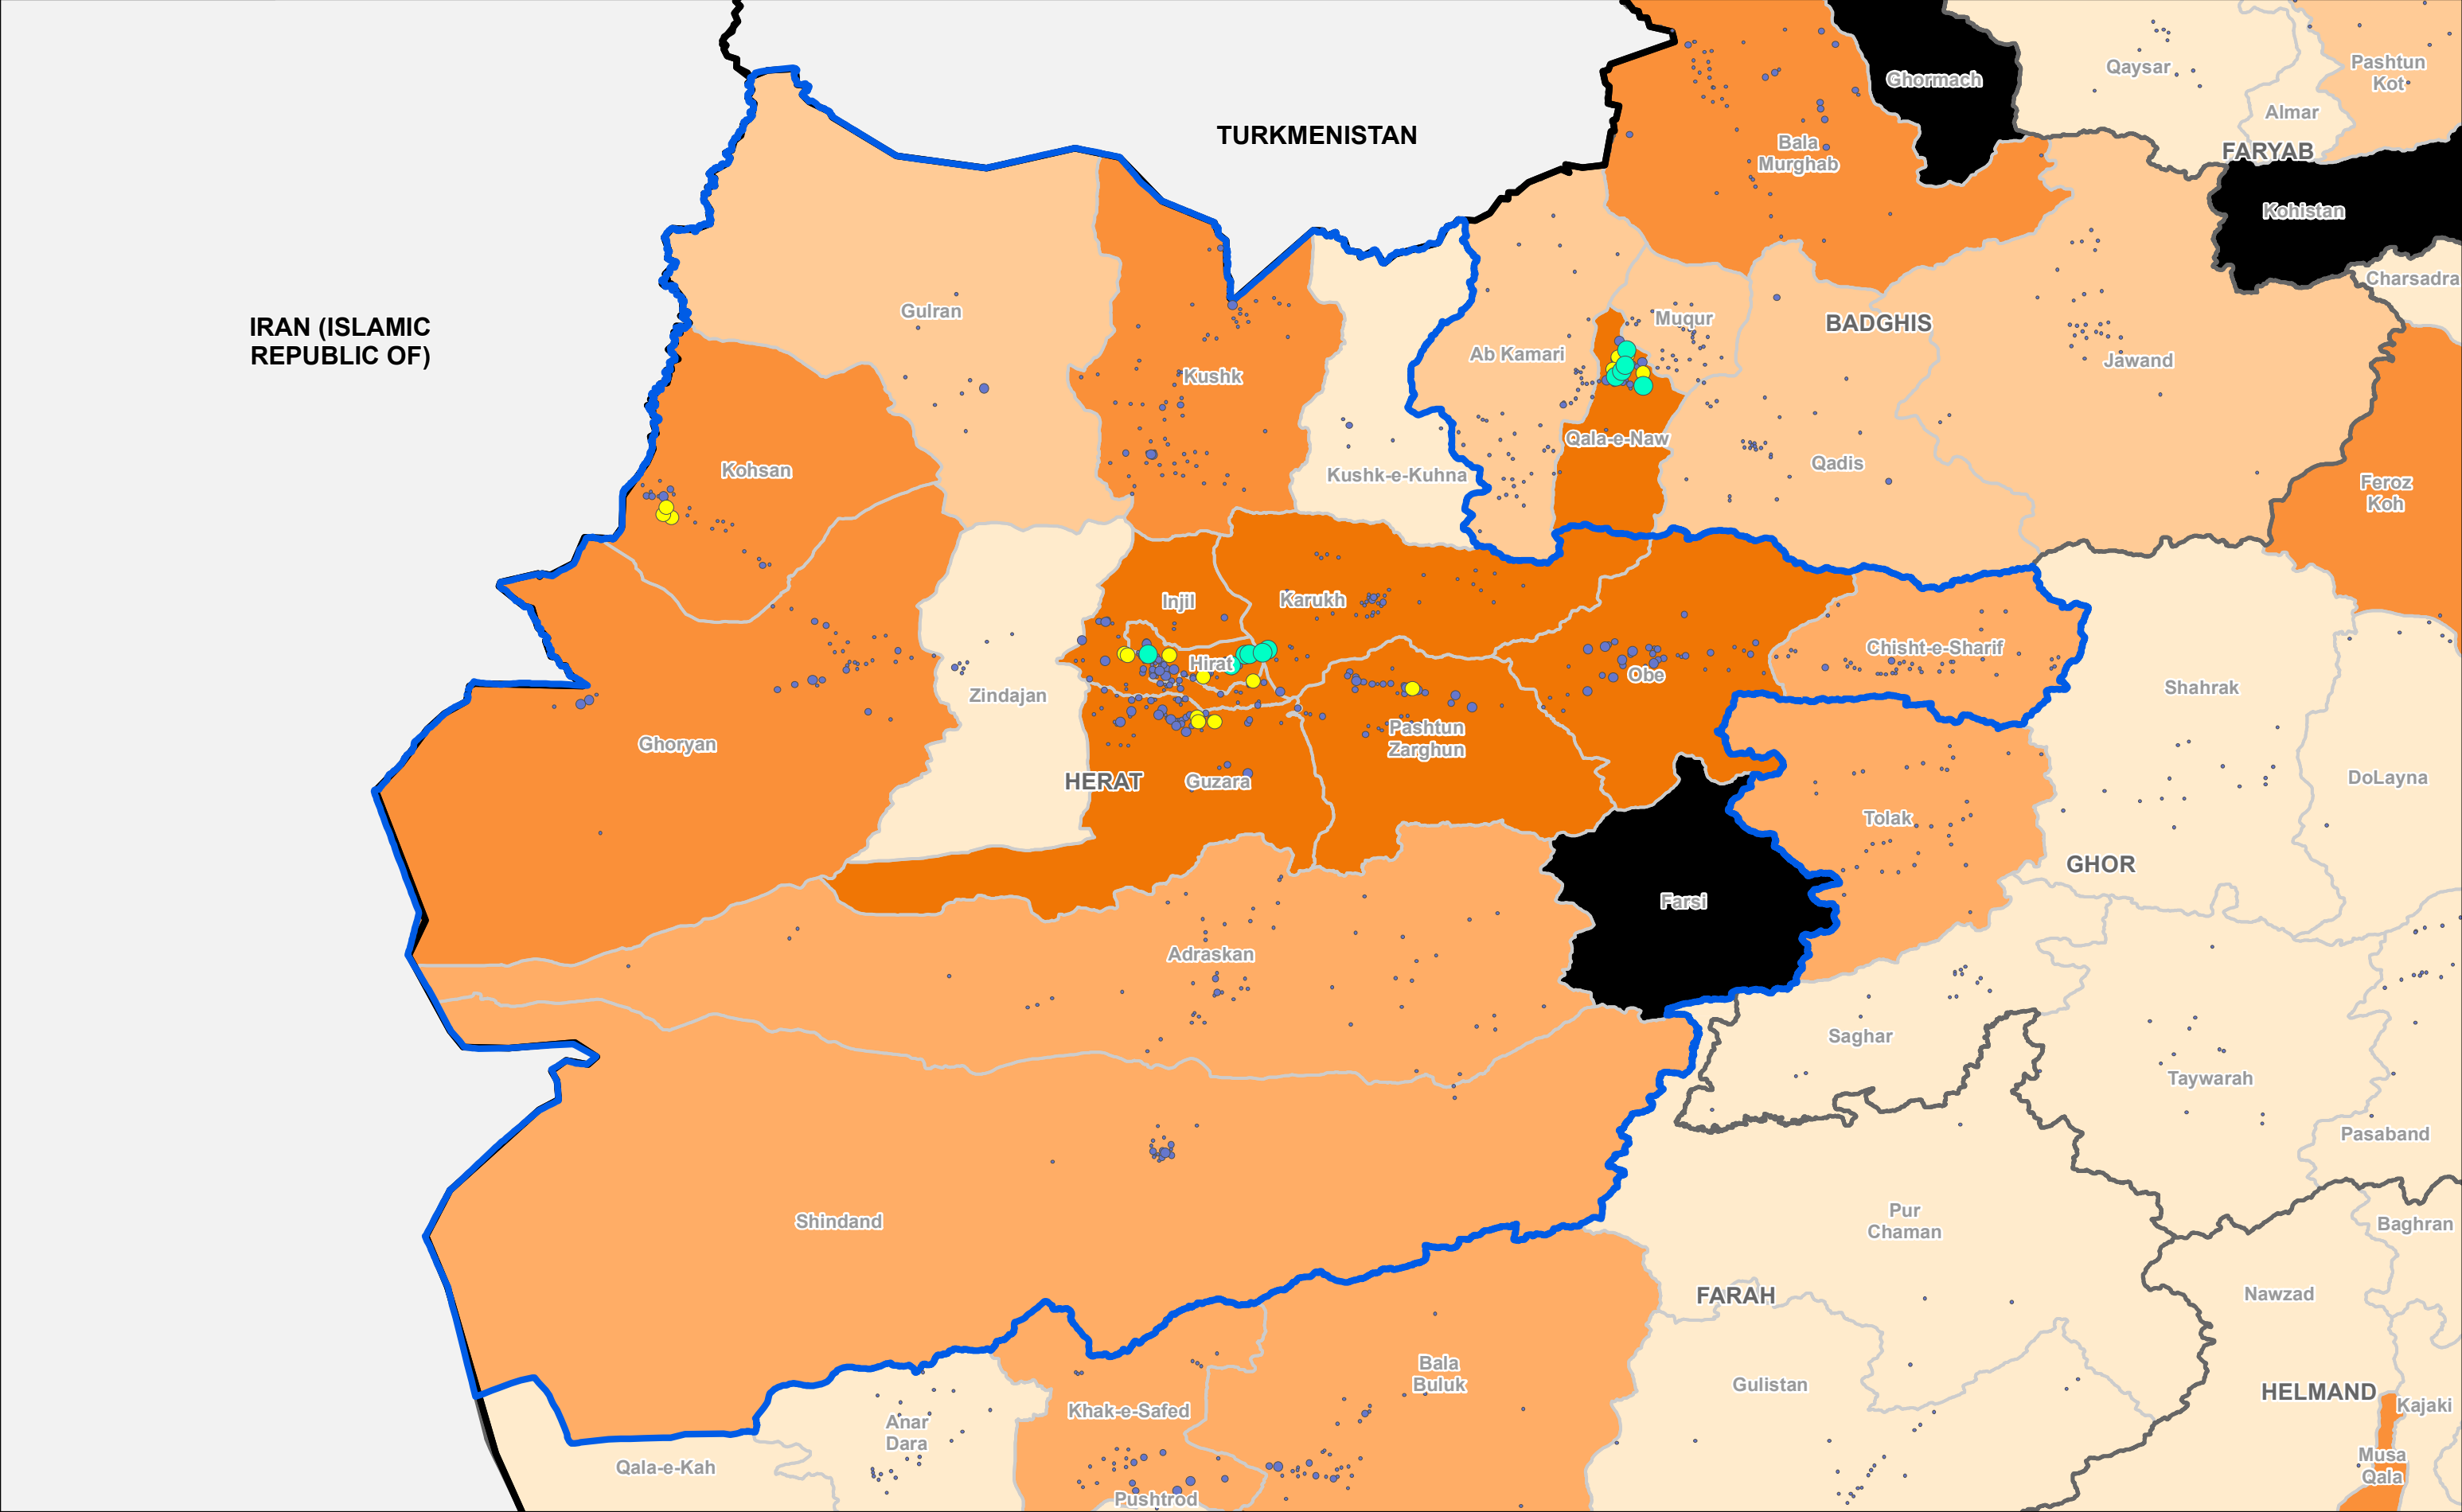 Ghormach
Qaysar
Pashtun
Kot
Almar
TURKMENISTAN
Bala
Murghab
FARYAB
Kohistan
Charsadra
Gulran
IRAN (ISLAMIC
REPUBLIC OF)
Muqur
BADGHIS
Ab Kamari
Jawand
Kushk
Qala-e-Naw
Qadis
Kohsan
Kushk-e-Kuhna
Feroz
Koh
Injil
Karukh
Chisht-e-Sharif
Hirat
Obe
Zindajan
Shahrak
Ghoryan
Pashtun
Zarghun
HERAT
Guzara
DoLayna
Tolak
GHOR
Farsi
Adraskan
Saghar
Taywarah
Pasaband
Shindand
Pur
Chaman
Baghran
FARAH
Nawzad
Bala
Buluk
Gulistan
HELMAND
Kajaki
Khak-e-Safed
Anar
Dara
Qala-e-Kah
Musa
Qala
Pushtrod